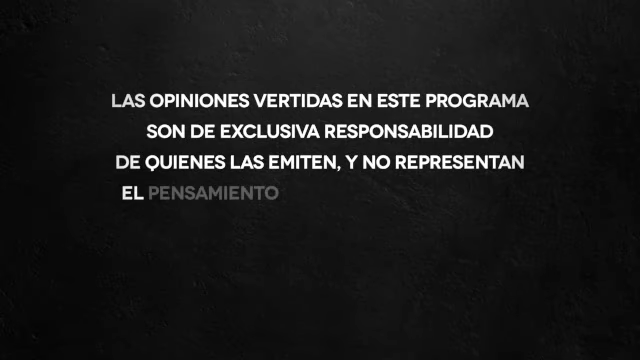 LAS OPINIONES VERTIDAS EN ESTE PROGRAMA
SON DE EXCLUSIVA RESPONSABILIDAD
DE QUIENES LAS EMITEN, Y NO REPRESENTAN
EL PENSAMIENTO